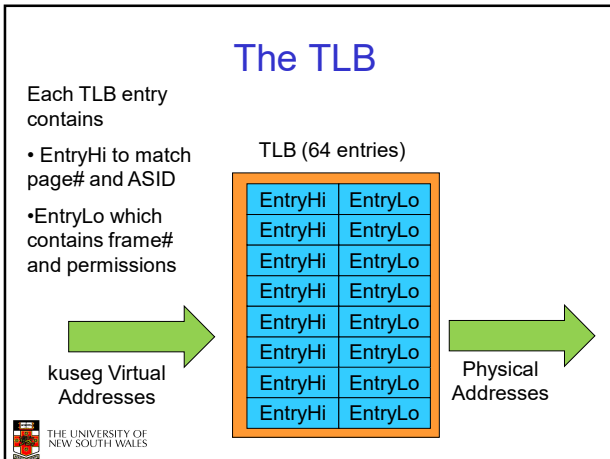 The TLB
Each TLB entry
contains
• EntryHi to match
page# and ASID
•EntryLo which
contains frame#
and permissions
TLB (64 entries)
EntryHi EntryLo
EntryHi EntryLo
EntryHi EntryLo
EntryHi EntryLo
EntryHi EntryLo
EntryHi EntryLo
EntryHi EntryLo
EntryHi EntryLo
kuseg Virtual
Addresses
Physical
Addresses
THE UNIVERSITY OF
NEW SOUTH WALES